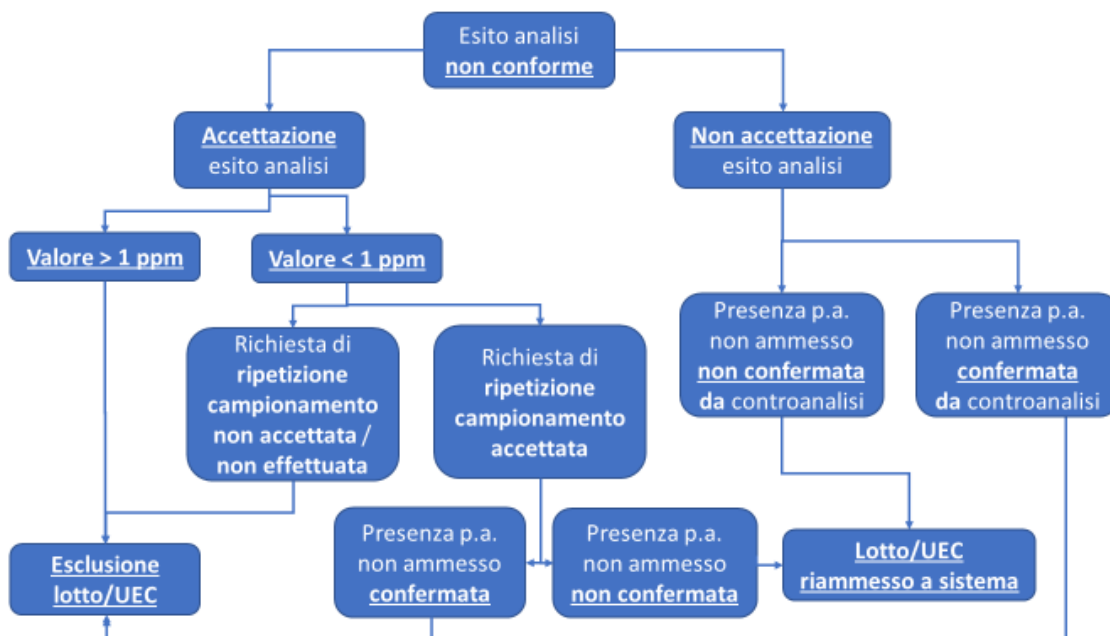 Esito analisi
non conforme
Accettazione
esito analisi
Non accettazione
esito analisi
Valore > 1 ppm
Valore < 1 ppm
Richiesta di
ripetizione
campionamento
non accettata /
non effettuata
Richiesta di
ripetizione
campionamento
accettata
Presenza p.a.
non ammesso
non confermata
da controanalisi
Presenza p.a.
non ammesso
confermata
da controanalisi
Esclusione
lotto/UEC
Presenza p.a.
non ammesso
confermata
Presenza p.a.
non ammesso
non confermata
Lotto/UEC
riammesso a sistema